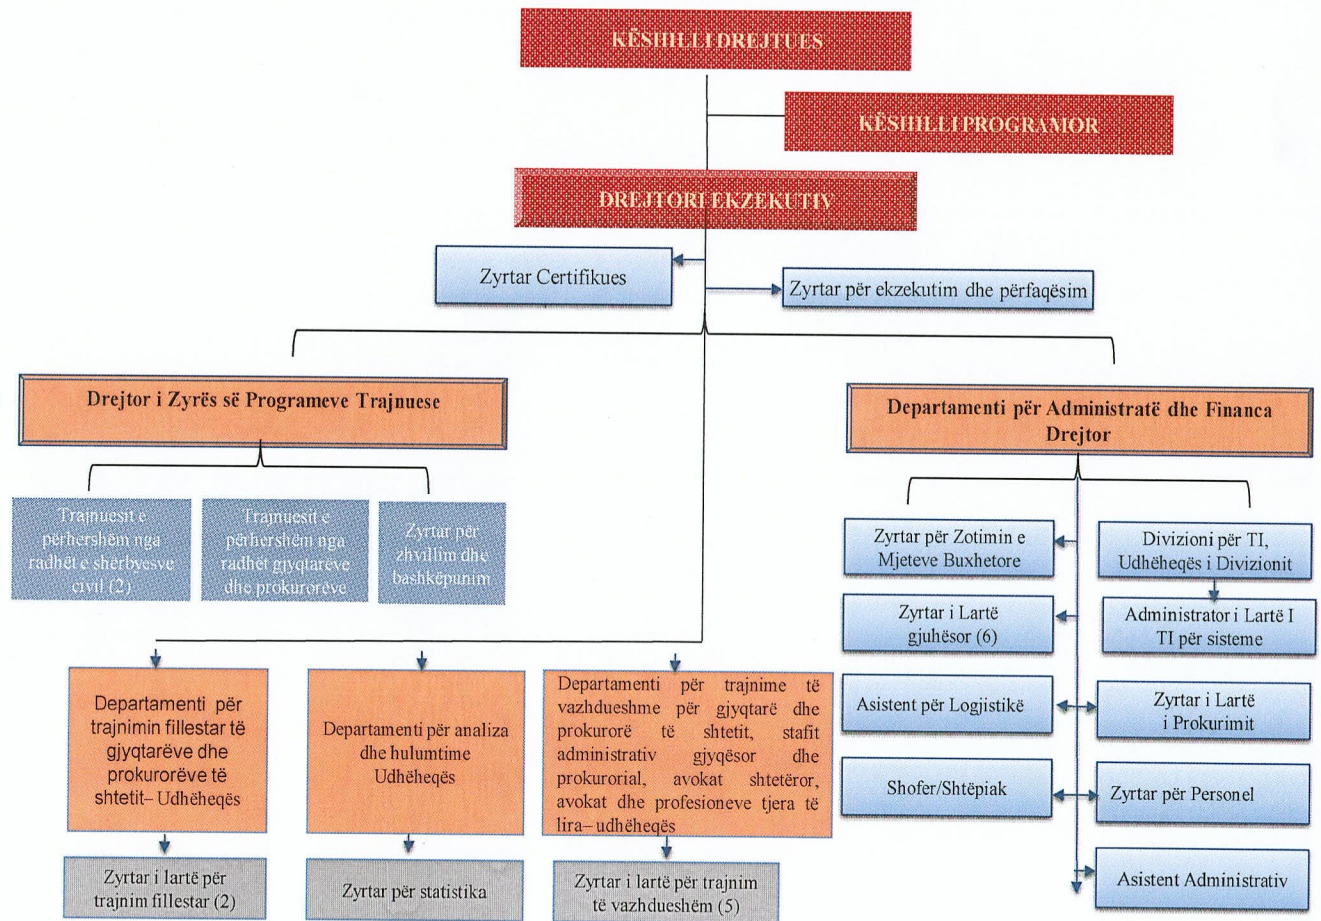 KËSHILLI DREJTUES
KËSHILLI PROGRAMOR
DREJTORI EKZEKUTIV
Zyrtar Certifikues
Zyrtar për ekzekutim dhe përfaqësim
Drejtor i Zyrës së Programeve Trajnuese
Departamenti për Administratë dhe Financa
Drejtor
Trajnuesit e
përhershëm nga
radhët e shërbyesve
civil (2)
Trajnuesit e
përhershëm nga
radhët gjyqtarëve
dhe prokurorëve
Zyrtar për
zhvillim dhe
bashkëpunim
Zyrtar për Zotimin e
Mjeteve Buxhetore
Divizioni për TI,
Udhëheqës i Divizionit
Zyrtar i Lartë
gjuhësor (6)
Administrator i Lartë I
TI për sisteme
Asistent për Logjistikë
Zyrtar i Lartë
i Prokurimit
Shofer/Shtëpiak
Zyrtar për Personel
Asistent Administrativ
Departamenti për
trajnimin fillestar të
gjyqtarëve dhe
prokurorëve të
shtetit– Udhëheqës
Departamenti për analiza
dhe hulumtime
Udhëheqës
Departamenti për trajnime të
vazhdueshme për gjyqtarë dhe
prokurorë të shtetit, stafit
administrativ gjyqësor dhe
prokurorial, avokat shtetëror,
avokat dhe profesioneve tjera të
lira– udhëheqës
Zyrtar i lartë për
trajnim fillestar (2)
Zyrtar për statistika
Zyrtar i lartë për trajnim
të vazhdueshëm (5)